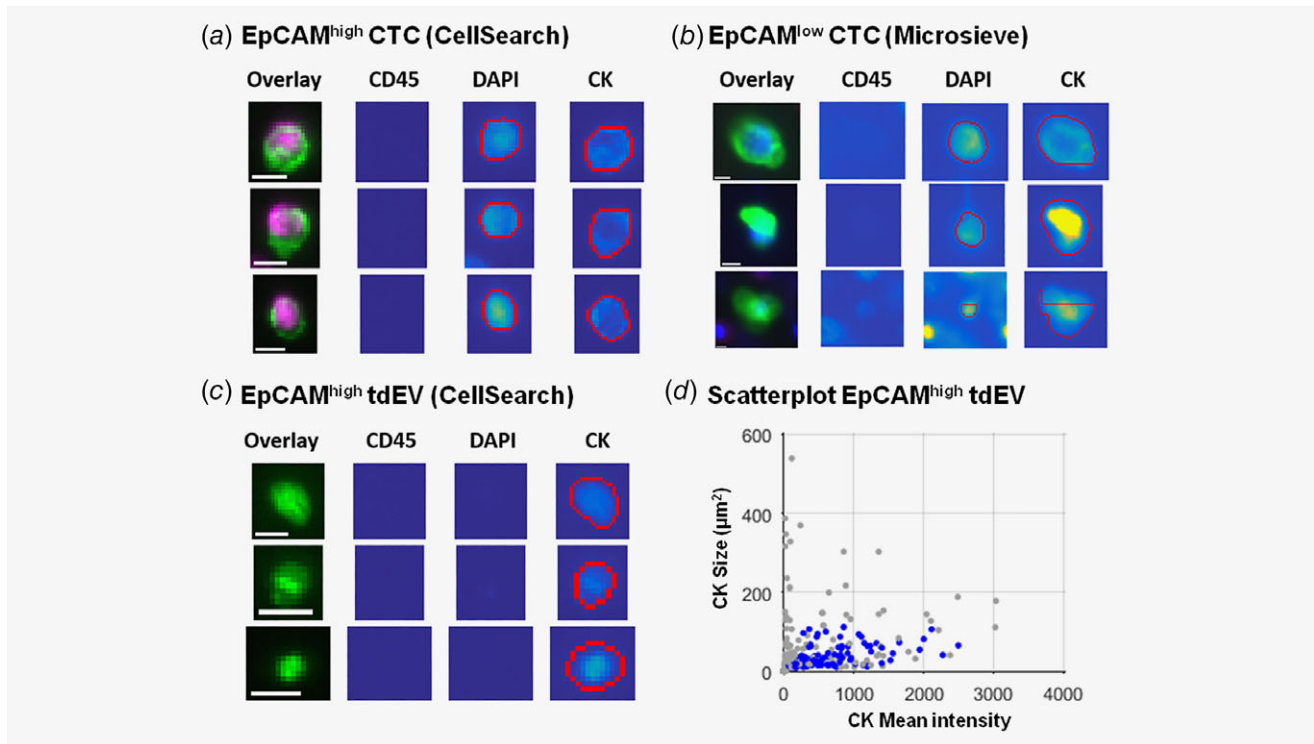 (a) EpCAMhigh CTC (CellSearch)
Overlay CD45 DAPI CK
(b) EpCAMlow CTC (Microsieve)
Overlay CD45 DAPI CK
(c) EpCAMhigh tdEV (CellSearch)
Overlay CD45 DAPI CK
(d) Scatterplot EpCAMhigh tdEV
CK Size (µm²)
600
400
200
0
0 1000 2000 3000 4000
CK Mean intensity